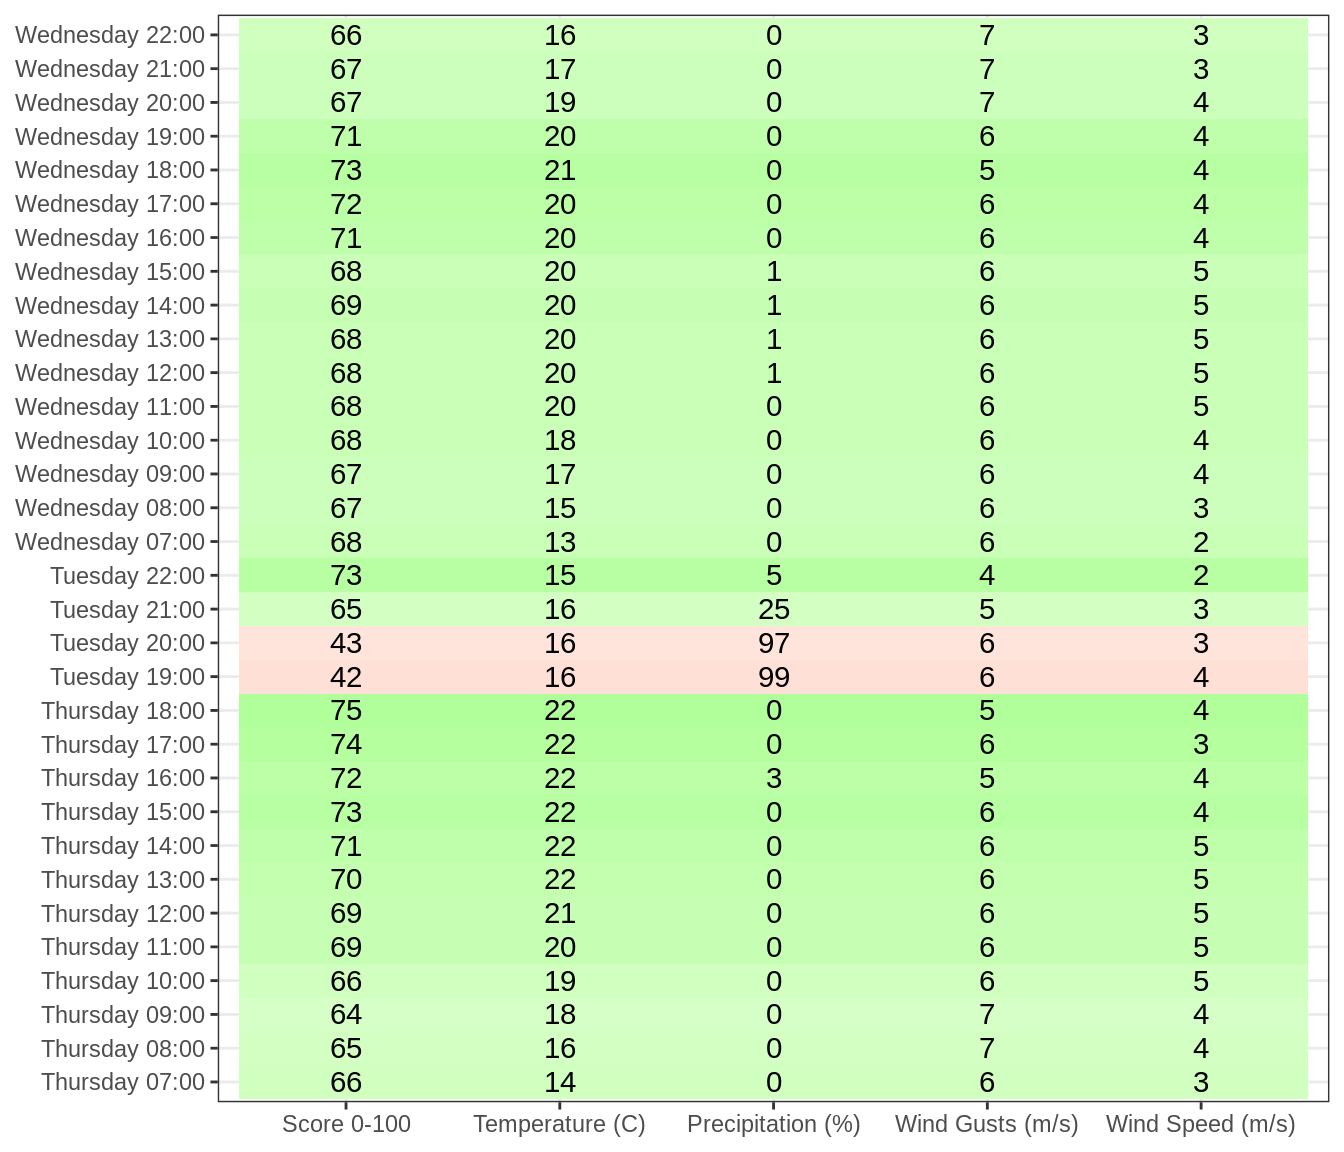 Wednesday 22:00 66 16 0 7 3
Wednesday 21:00 67 17 0 7 3
Wednesday 20:00 67 19 0 7 4
Wednesday 19:00 71 20 0 6 4
Wednesday 18:00 73 21 0 5 4
Wednesday 17:00 72 20 0 6 4
Wednesday 16:00 71 20 0 6 4
Wednesday 15:00 68 20 1 6 5
Wednesday 14:00 69 20 1 6 5
Wednesday 13:00 68 20 1 6 5
Wednesday 12:00 68 20 1 6 5
Wednesday 11:00 68 20 0 6 5
Wednesday 10:00 68 18 0 6 4
Wednesday 09:00 67 17 0 6 4
Wednesday 08:00 67 15 0 6 3
Wednesday 07:00 68 13 0 6 2
Tuesday 22:00 73 15 5 4 2
Tuesday 21:00 65 16 25 5 3
Tuesday 20:00 43 16 97 6 3
Tuesday 19:00 42 16 99 6 4
Thursday 18:00 75 22 0 5 4
Thursday 17:00 74 22 0 6 3
Thursday 16:00 72 22 3 5 4
Thursday 15:00 73 22 0 6 4
Thursday 14:00 71 22 0 6 5
Thursday 13:00 70 22 0 6 5
Thursday 12:00 69 21 0 6 5
Thursday 11:00 69 20 0 6 5
Thursday 10:00 66 19 0 6 5
Thursday 09:00 64 18 0 7 4
Thursday 08:00 65 16 0 7 4
Thursday 07:00 66 14 0 6 3
Score 0-100 Temperature (C) Precipitation (%) Wind Gusts (m/s) Wind Speed (m/s)